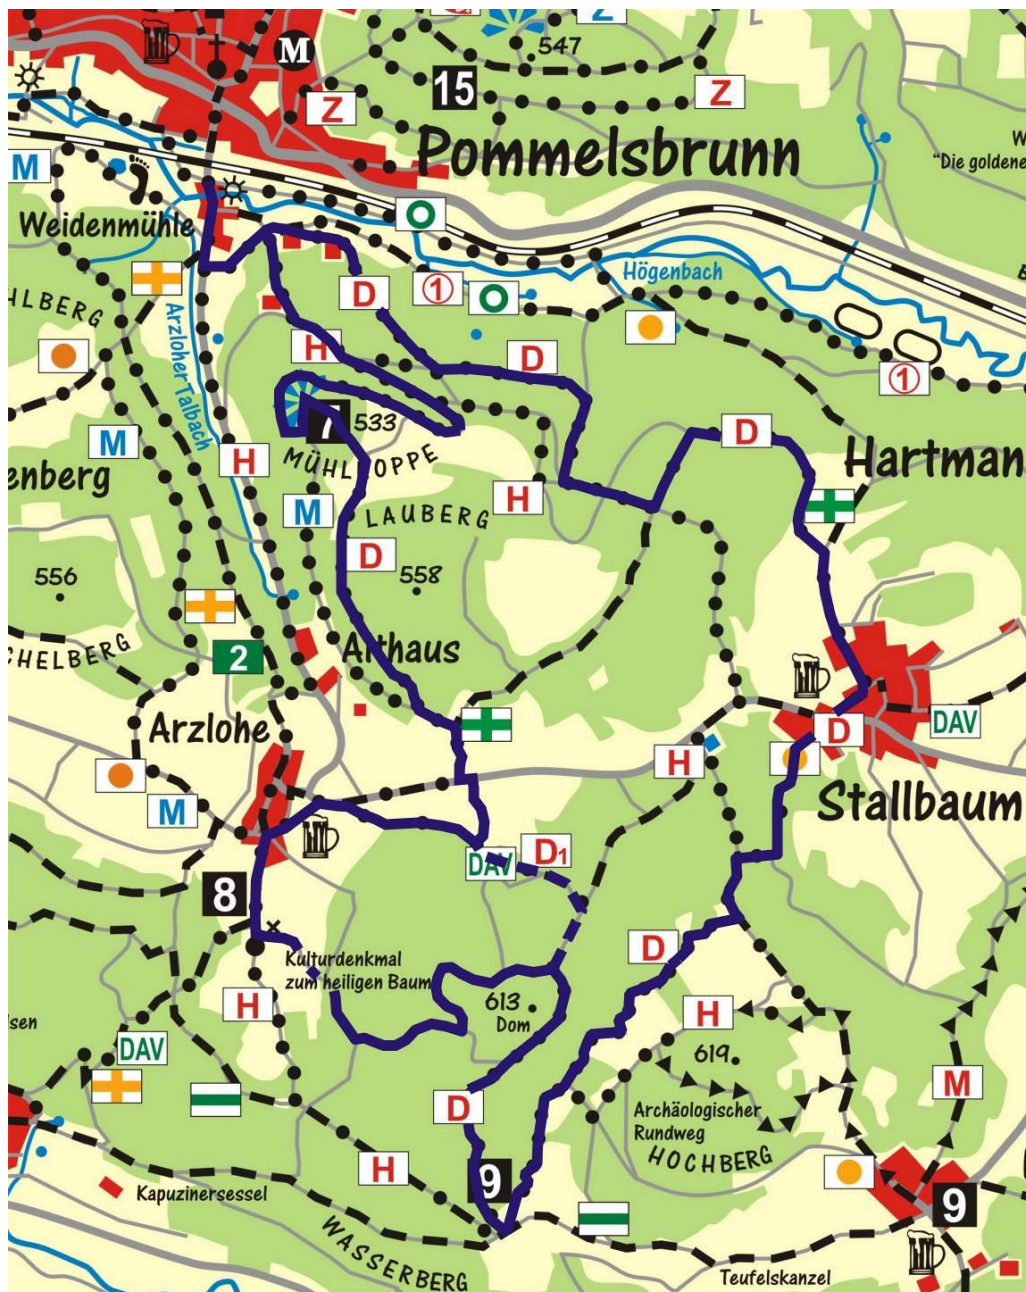 547
M
15
Z
Z
Z
Pommelsbrunn
"Die goldene
M
Weidenmühle
HLBERG
Arzloher Talbach
D
1
Högenbach
H
D
1
7
533
MÜHLKOPPE
M
H
D
Hartman
enberg
M
LAUBERG
H
D
558
556
CHELBERG
2
Althaus
Arzlohe
H
D
DAV
M
Stallbaum
DAV
D1
8
D
Kulturdenkmal
zum heiligen Baum
613
Dom
H
H
619
lsen
DAV
D
Archäologischer
Rundweg
HOCHBERG
M
H
9
Kapuzinersessel
9
WASSERBERG
Teufelskanzel